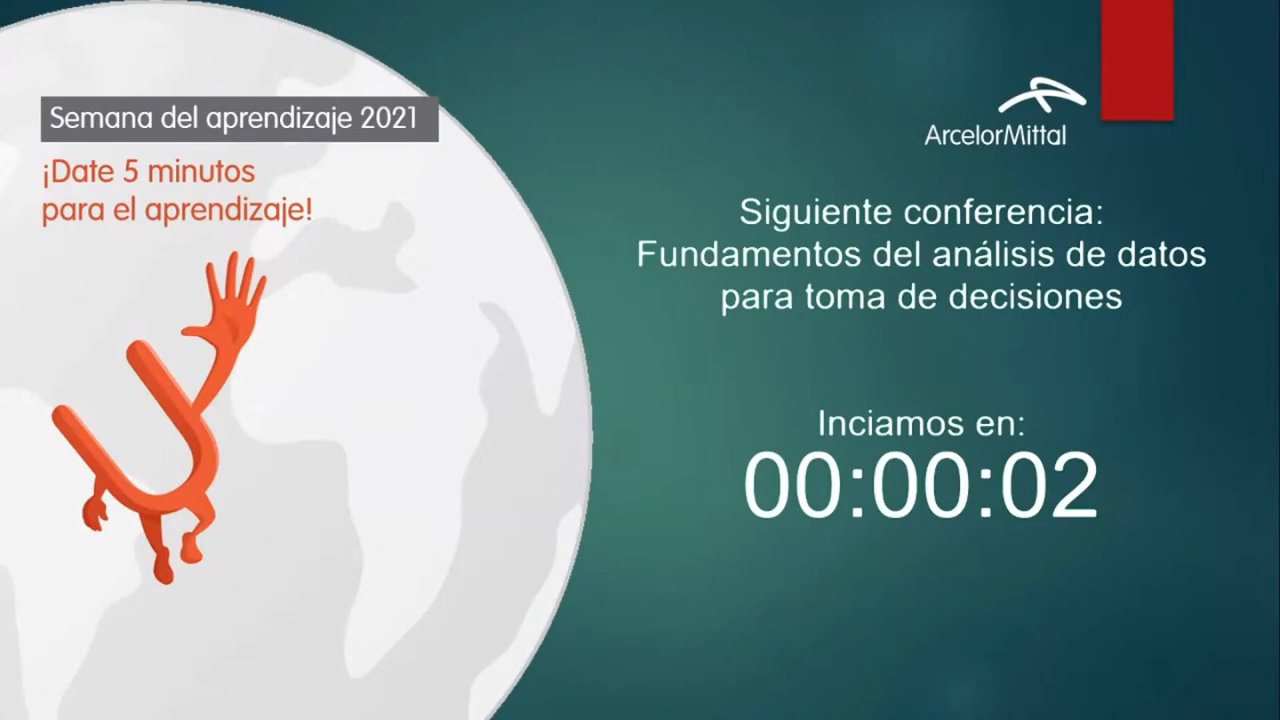 Semana del aprendizaje 2021
¡Date 5 minutos
para el aprendizaje!
ArcelorMittal
Siguiente conferencia:
Fundamentos del análisis de datos
para toma de decisiones
Inciamos en:
00:00:02